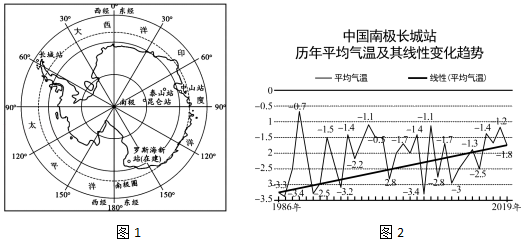 0°
西经 东经
30°
30°
大
西
洋
印
60°
60°
长城站
中山站
泰山站
昆仑站
度
南极
90°
90°
太
罗斯海新
站(在建)
洋
120°
120°
平
洋
南极圈
150°
150°
西经 东经
180°
图1
中国南极长城站
历年平均气温及其线性变化趋势
平均气温
线性(平均气温)
0
-0.5
-1
-1.5
-2
-2.5
-3
-3.5
-0.7
-1.1
-1.1
-1.2
-1.5
-1.4
-0.5
-1.7
-1.7
-1.3
-1.4
-1.8
-2.2
-2.8
-2.8
-3
-2.5
-3.3
-3.4
-3.3
-2.5
-3.2
-3.4
1986年
2019年
图2